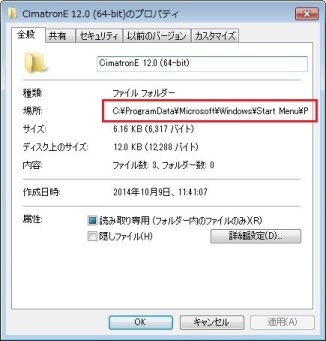 CimatronE 12.0 (64-bit)のプロパティ
全般 共有 セキュリティ 以前のバージョン カスタマイズ
CimatronE 12.0 (64-bit)
種類: ファイル フォルダー
場所: C:¥ProgramData¥Microsoft¥Windows¥Start Menu¥P
サイズ: 6.16 KB (6,317 バイト)
ディスク上のサイズ: 12.0 KB (12,288 バイト)
内容: ファイル数: 3、フォルダー数: 0
作成日時: 2014年10月9日、11:41:07
属性: 読み取り専用 (フォルダー内のファイルのみ)(R)
隠しファイル(H) 詳細設定(D)...
OK キャンセル 適用(A)